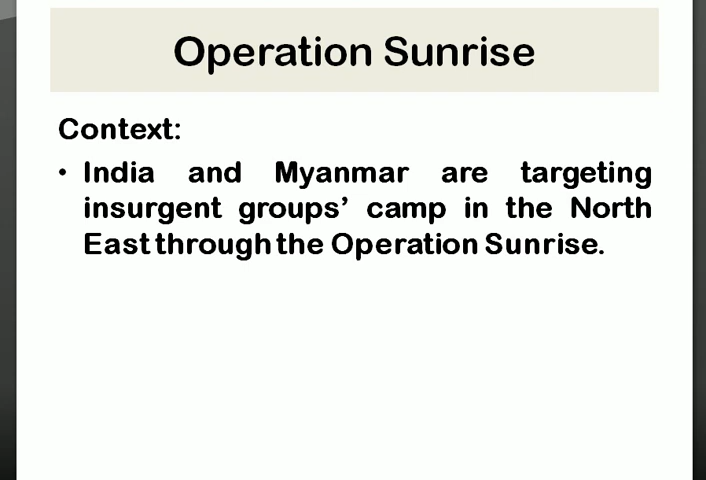 Operation Sunrise
Context:
• India and Myanmar are targeting
insurgent groups’ camp in the North
East through the Operation Sunrise.